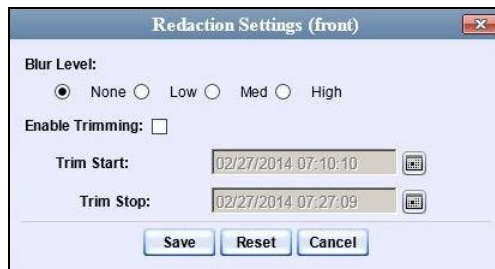 Redaction Settings (front)
Blur Level:
None Low Med High
Enable Trimming:
Trim Start: 02/27/2014 07:10:10
Trim Stop: 02/27/2014 07:27:09
Save Reset Cancel